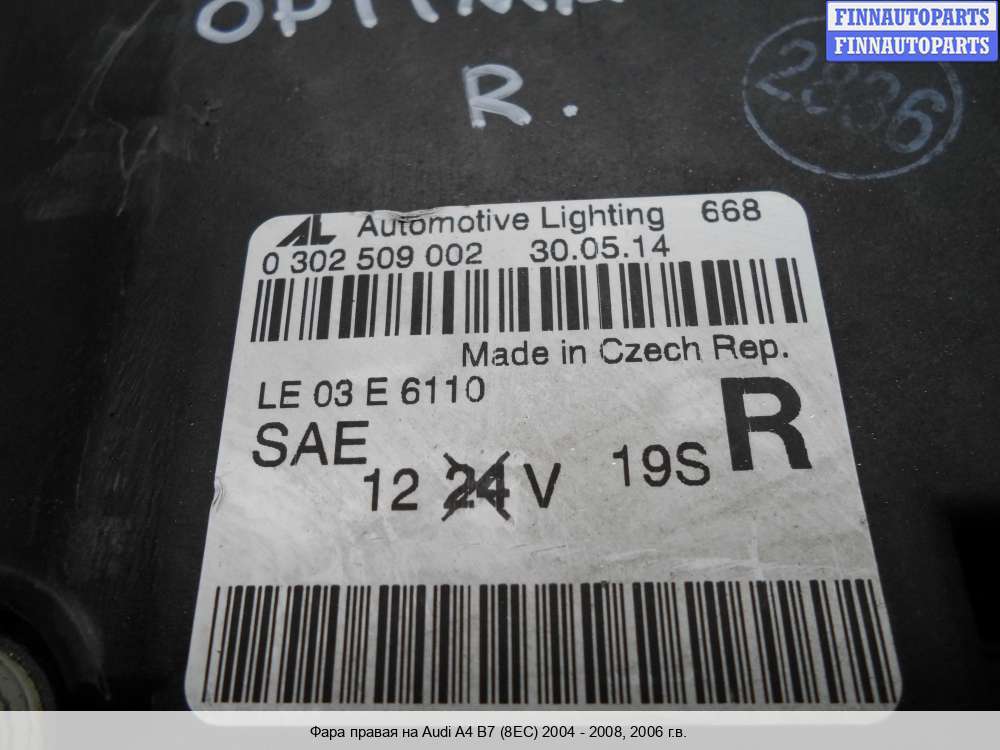 FINNAUTOPARTS
FINNAUTOPARTS
R.
2836
AL Automotive Lighting 668
0 302 509 002 30.05.14
Made in Czech Rep.
LE 03 E 6110
SAE
12 24 V 19S R
Фара правая на Audi A4 B7 (8EC) 2004 - 2008, 2006 г.в.